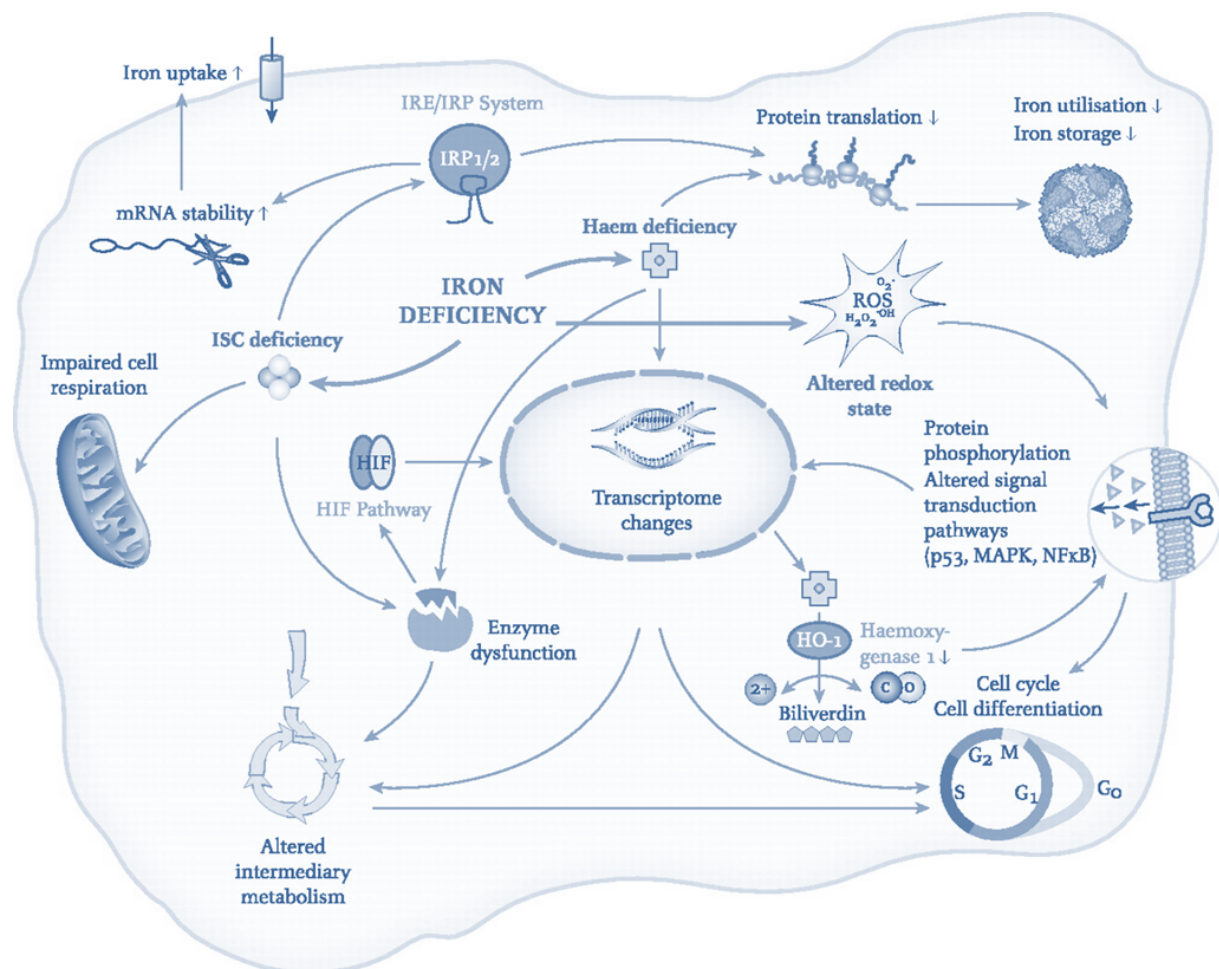 Iron uptake ↑
IRE/IRP System
IRP1/2
mRNA stability ↑
Protein translation ↓
Iron utilisation ↓
Iron storage ↓
Haem deficiency
IRON
DEFICIENCY
O₂·
ROS
H₂O₂ ·OH
Altered redox
state
ISC deficiency
Impaired cell
respiration
HIF
HIF Pathway
Transcriptome
changes
Protein
phosphorylation
Altered signal
transduction
pathways
(p53, MAPK, NFxB)
Enzyme
dysfunction
HO-1
Haemoxy-
genase 1↓
2+
C O
Biliverdin
Cell cycle
Cell differentiation
G₂ M
S G₁ G₀
Altered
intermediary
metabolism